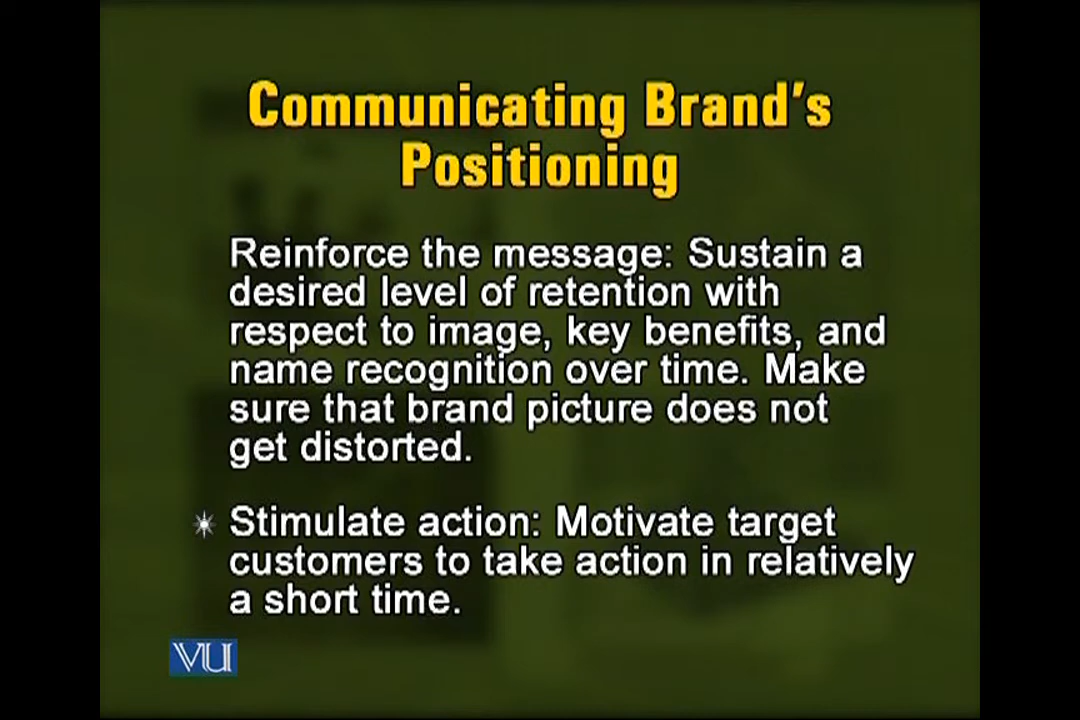 Communicating Brand's
Positioning
Reinforce the message: Sustain a
desired level of retention with
respect to image, key benefits, and
name recognition over time. Make
sure that brand picture does not
get distorted.
Stimulate action: Motivate target
customers to take action in relatively
a short time.
VU